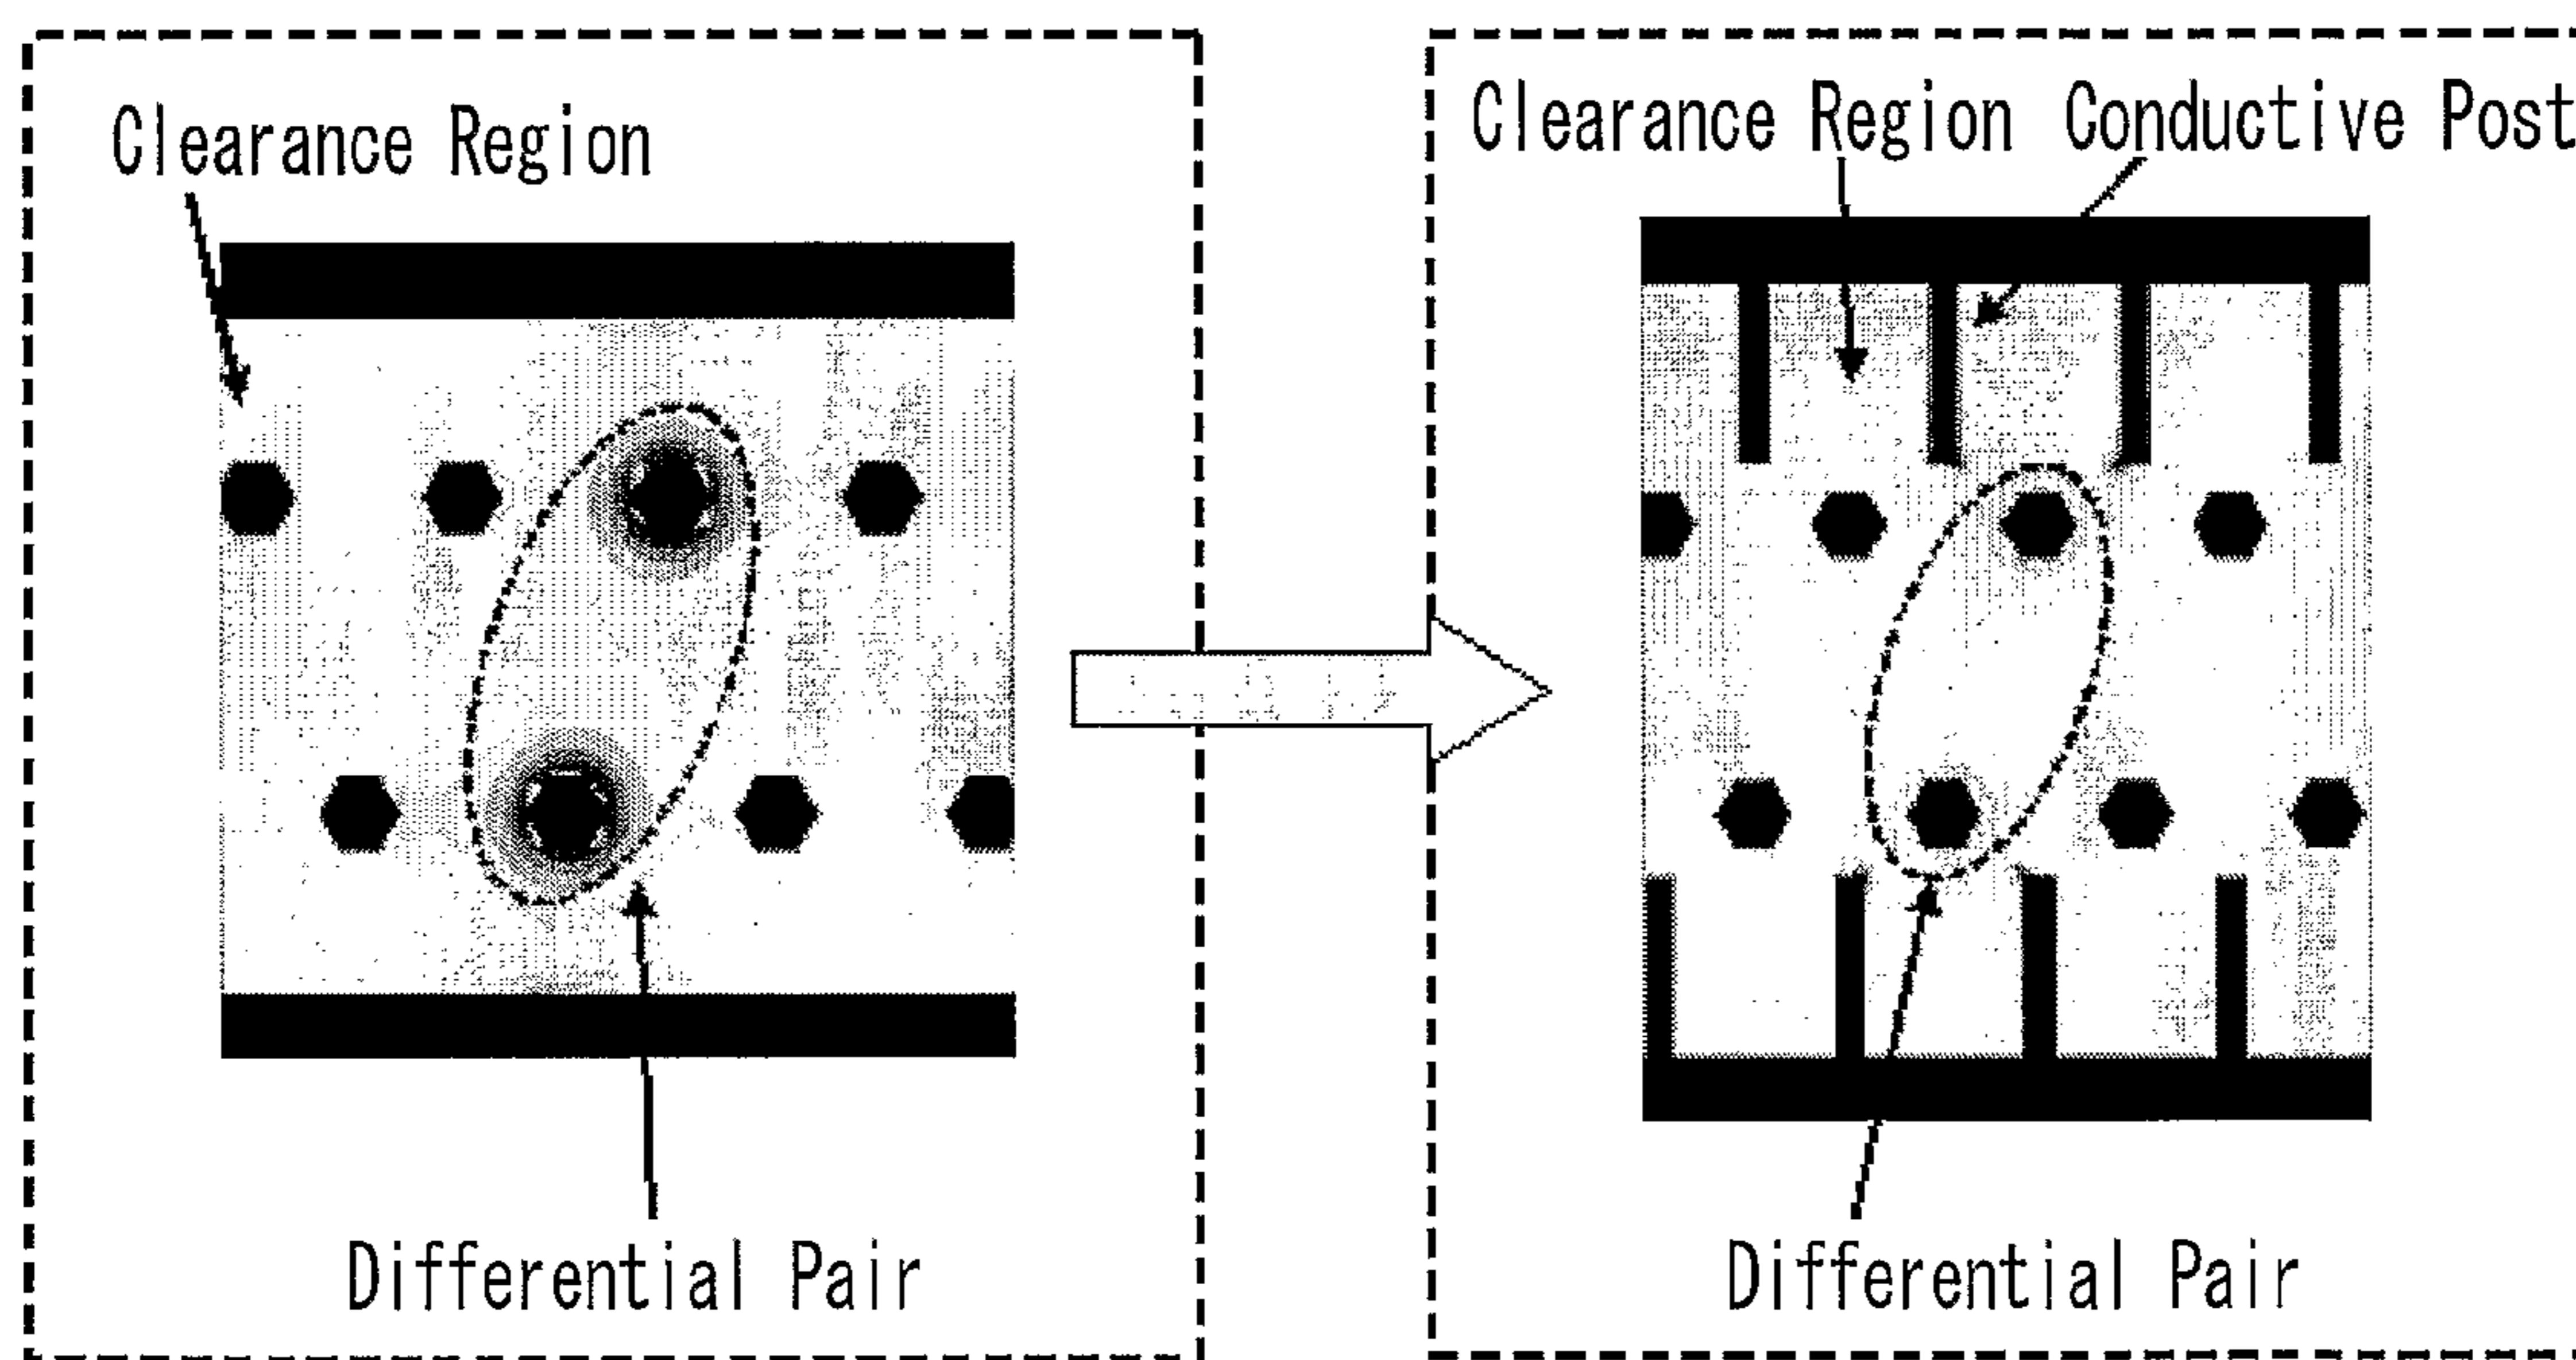 Clearance Region
Differential Pair
Clearance Region Conductive Post
Differential Pair